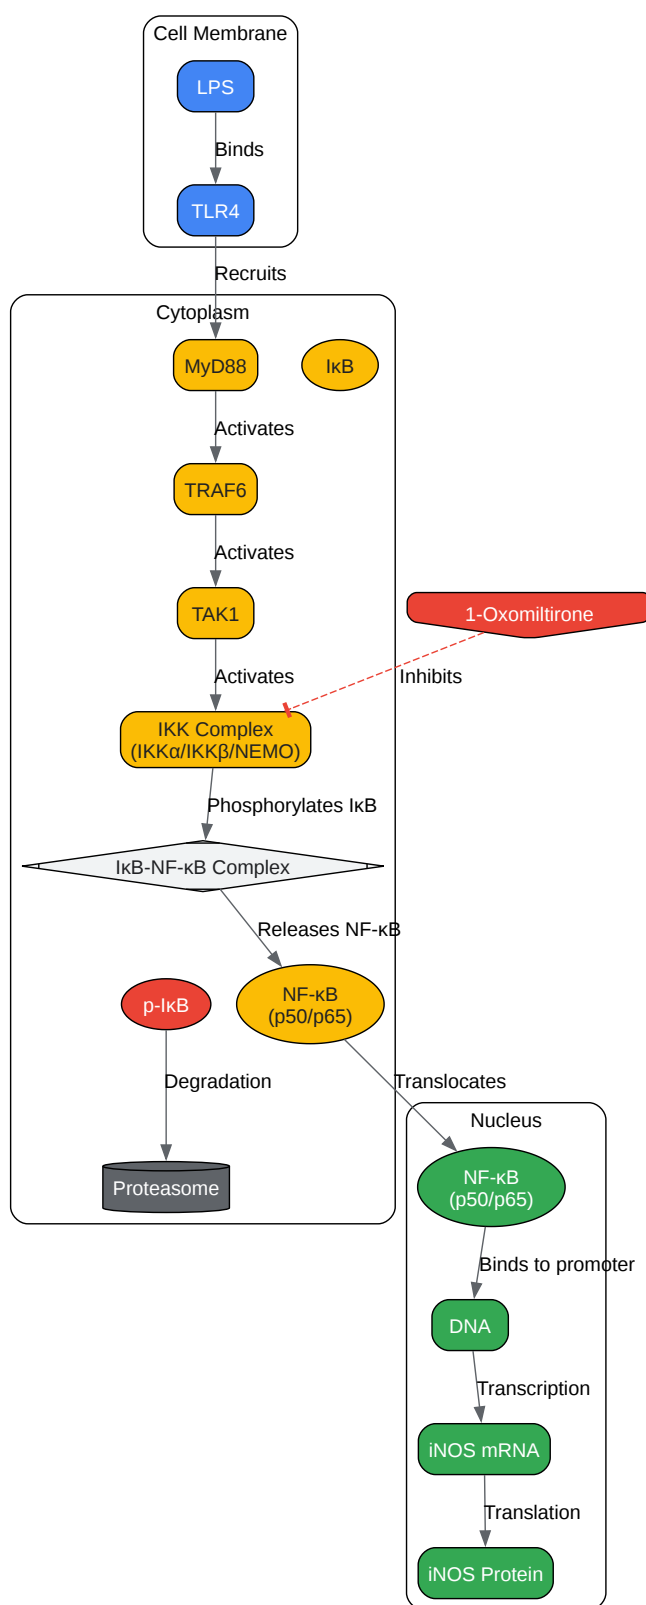 Cell Membrane
LPS
Binds
TLR4
Recruits
Cytoplasm
MyD88
IκB
Activates
TRAF6
Activates
TAK1
1-Oxomiltirone
Activates
Inhibits
IKK Complex
(IKKα/IKKβ/NEMO)
Phosphorylates IκB
IκB-NF-κB Complex
Releases NF-κB
p-IκB
NF-κB
(p50/p65)
Degradation
Translocates
Nucleus
Proteasome
NF-κB
(p50/p65)
Binds to promoter
DNA
Transcription
iNOS mRNA
Translation
iNOS Protein